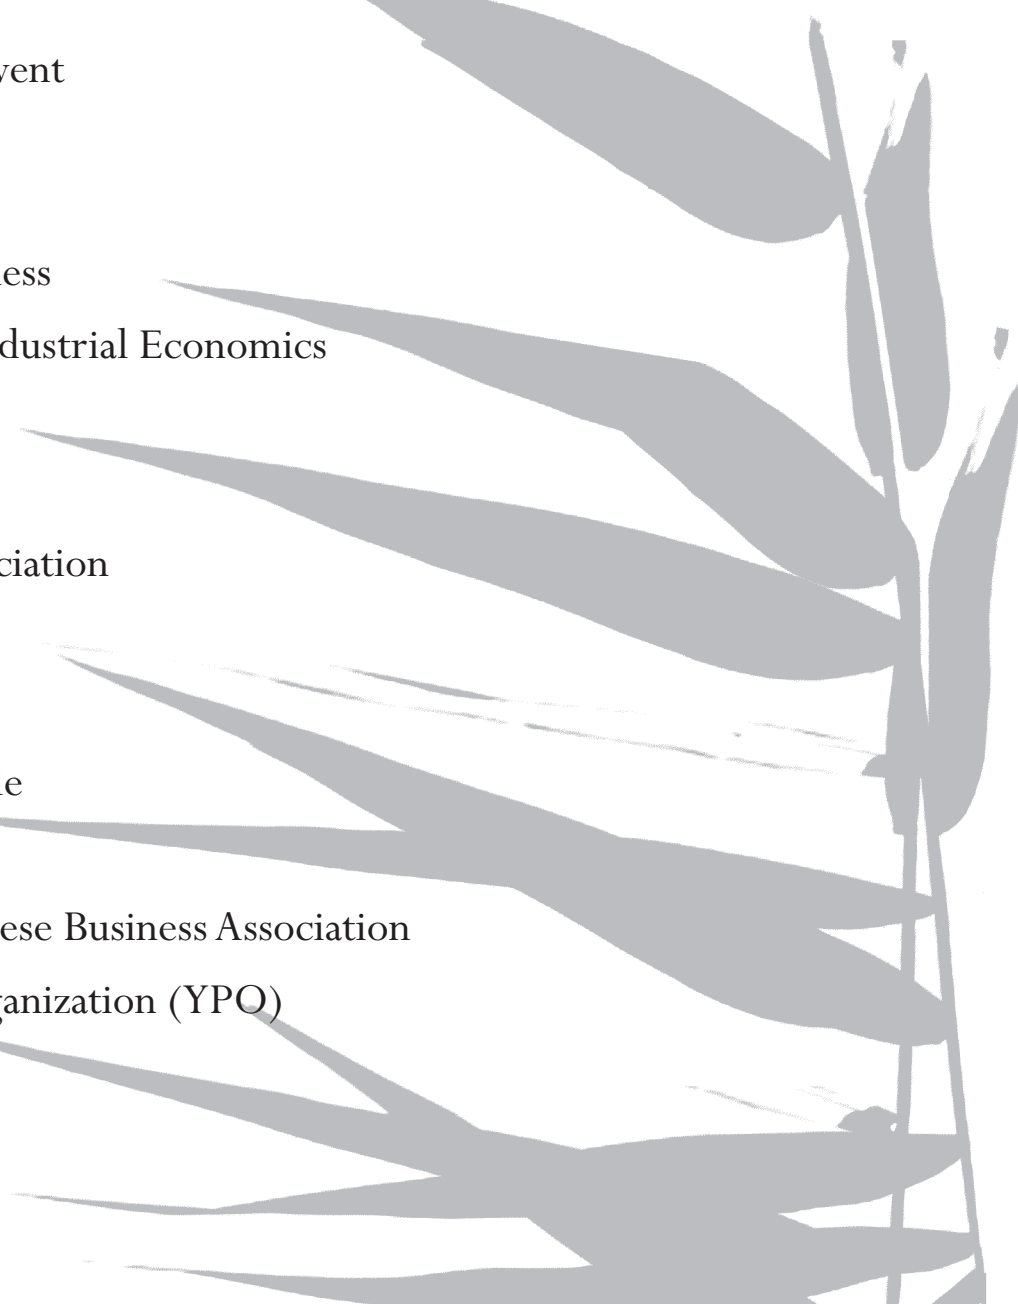 vent
ess
dustrial Economics
ciation
e
ese Business Association
ganization (YPO)